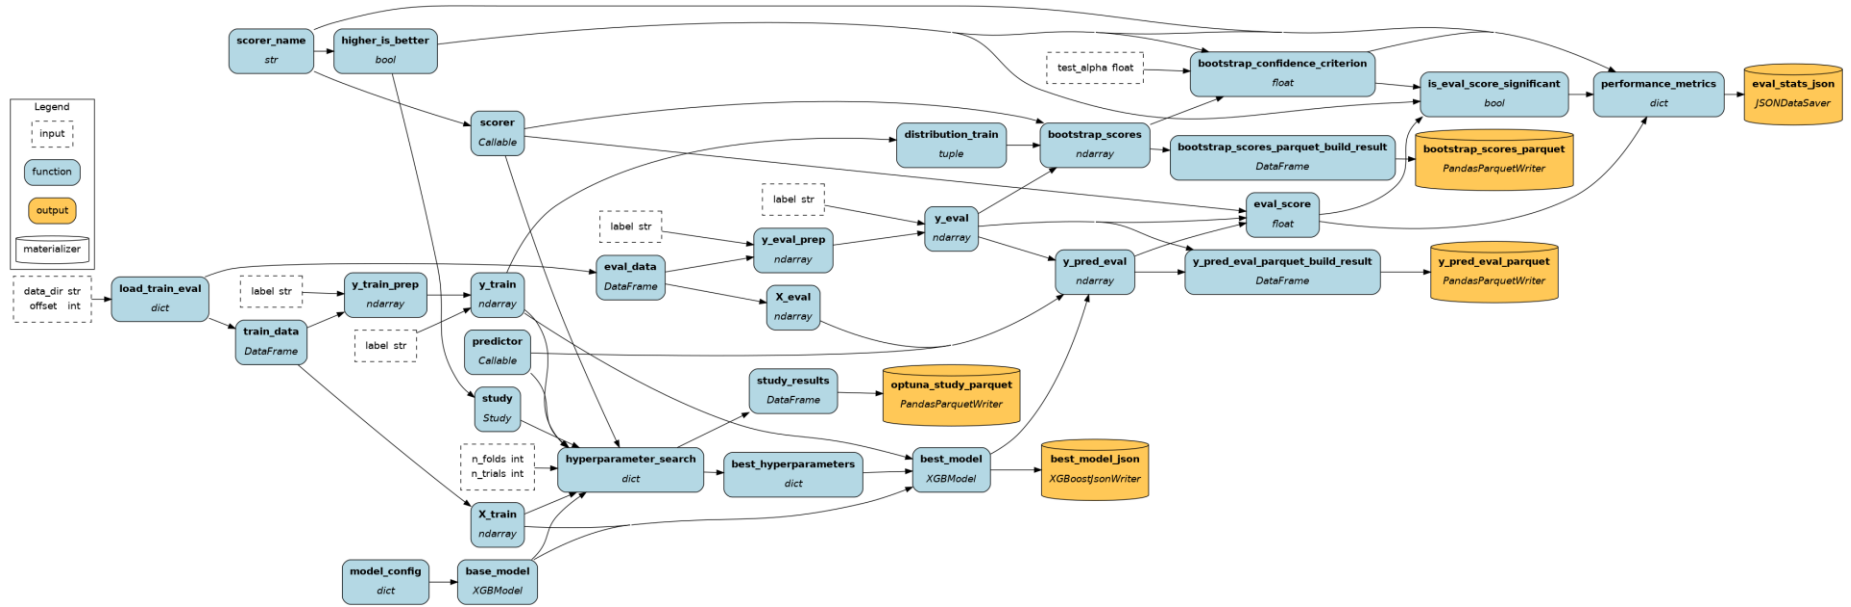 Legend
input
function
output
materializer
data_dir str
offset int
load_train_eval
dict
scorer_name
str
higher_is_better
bool
label str
train_data
DataFrame
y_train_prep
ndarray
label str
model_config
dict
scorer
Callable
y_train
ndarray
predictor
Callable
study
Study
n_folds int
n_trials int
X_train
ndarray
base_model
XGBModel
hyperparameter_search
dict
label str
eval_data
DataFrame
label str
y_eval_prep
ndarray
X_eval
ndarray
study_results
DataFrame
best_hyperparameters
dict
distribution_train
tuple
y_eval
ndarray
optuna_study_parquet
PandasParquetWriter
best_model
XGBModel
test_alpha float
bootstrap_scores
ndarray
y_pred_eval
ndarray
best_model_json
XGBoostJsonWriter
bootstrap_confidence_criterion
float
bootstrap_scores_parquet_build_result
DataFrame
eval_score
float
y_pred_eval_parquet_build_result
DataFrame
is_eval_score_significant
bool
bootstrap_scores_parquet
PandasParquetWriter
y_pred_eval_parquet
PandasParquetWriter
performance_metrics
dict
eval_stats_json
JSONDataSaver